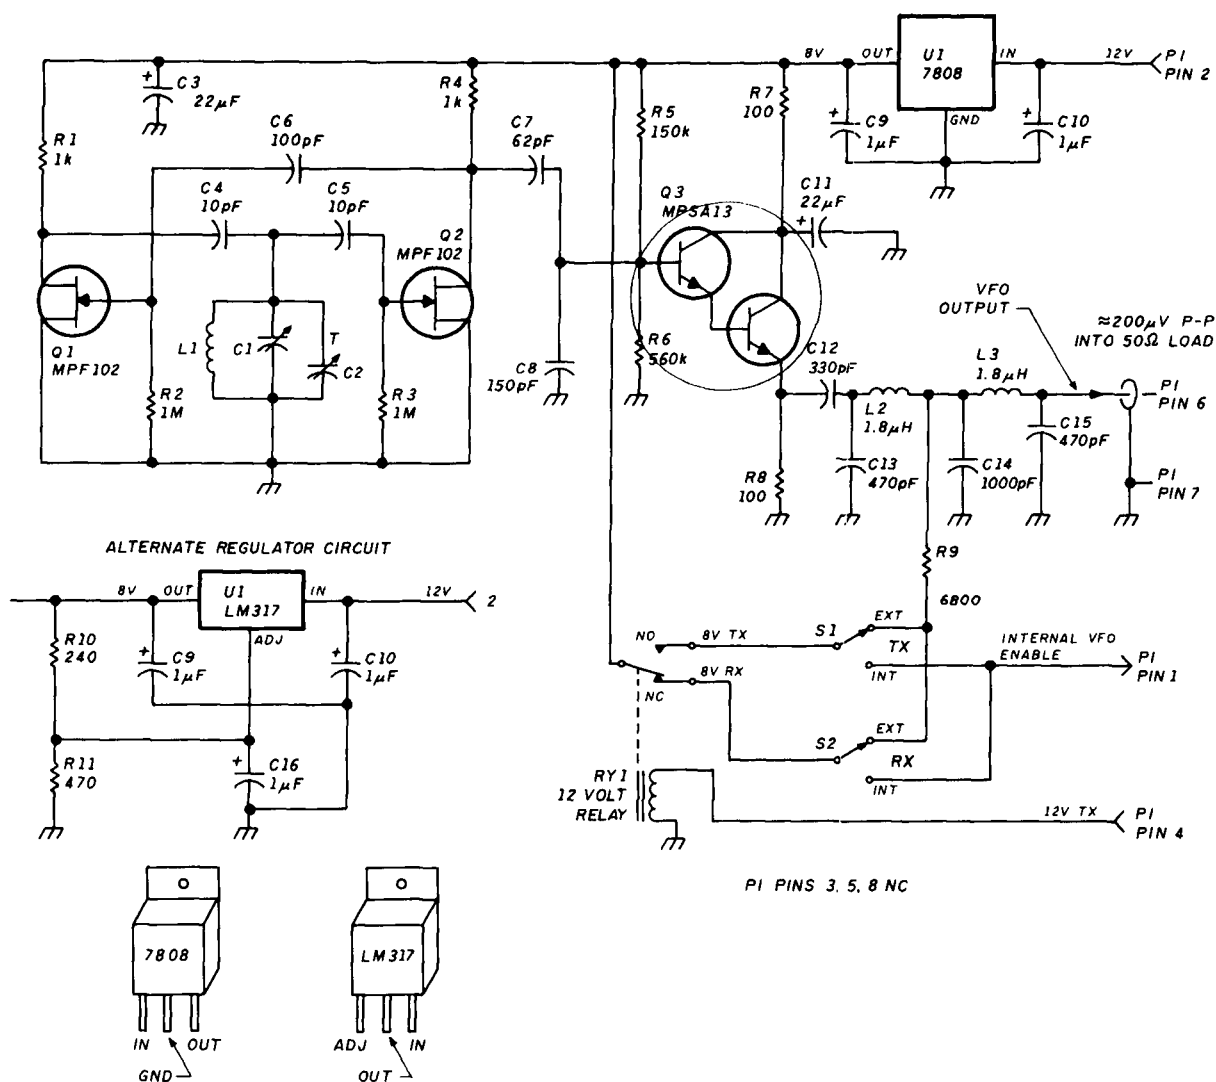 8V
OUT
U1
7808
IN
12V
P1
PIN 2
GND
C9
1µF
C10
1µF
C3
22µF
R4
1k
R1
1k
C6
100pF
C7
62pF
R5
150k
R7
100
C4
10pF
C5
10pF
Q2
MPF102
Q3
MPSA13
C11
22µF
Q1
MPF102
L1
C1
T
C2
R2
1M
R3
1M
C8
150pF
R6
560k
C12
330pF
VFO
OUTPUT
≈200µV P-P
INTO 50Ω LOAD
L3
1.8µH
L2
1.8µH
P1
PIN 6
R8
100
C13
470pF
C14
1000pF
C15
470pF
P1
PIN 7
R9
6800
ALTERNATE REGULATOR CIRCUIT
8V
OUT
U1
LM317
IN
12V
2
ADJ
R10
240
C9
1µF
C10
1µF
R11
470
C16
1µF
NO
8V TX
S1
EXT
TX
INT
INTERNAL VFO
ENABLE
P1
PIN 1
8V RX
NC
S2
EXT
RX
INT
RY1
12 VOLT
RELAY
12V TX
P1
PIN 4
P1 PINS 3, 5, 8 NC
7808
IN
OUT
GND
LM317
ADJ
IN
OUT